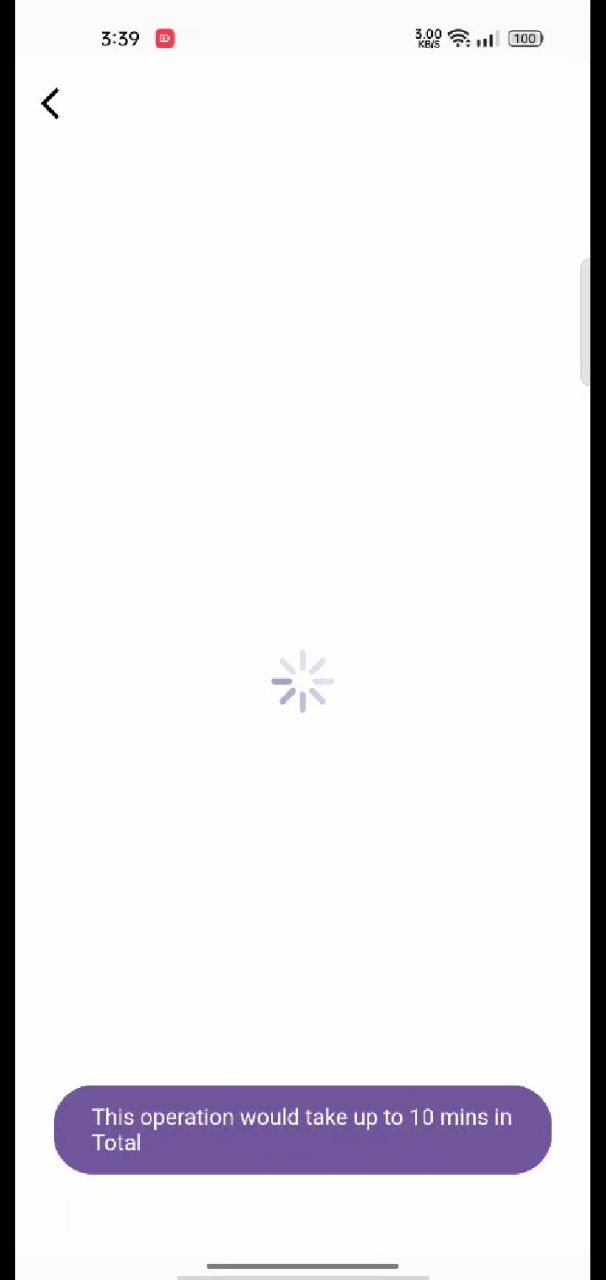 3:39
3.00
KB/S
100
This operation would take up to 10 mins in
Total